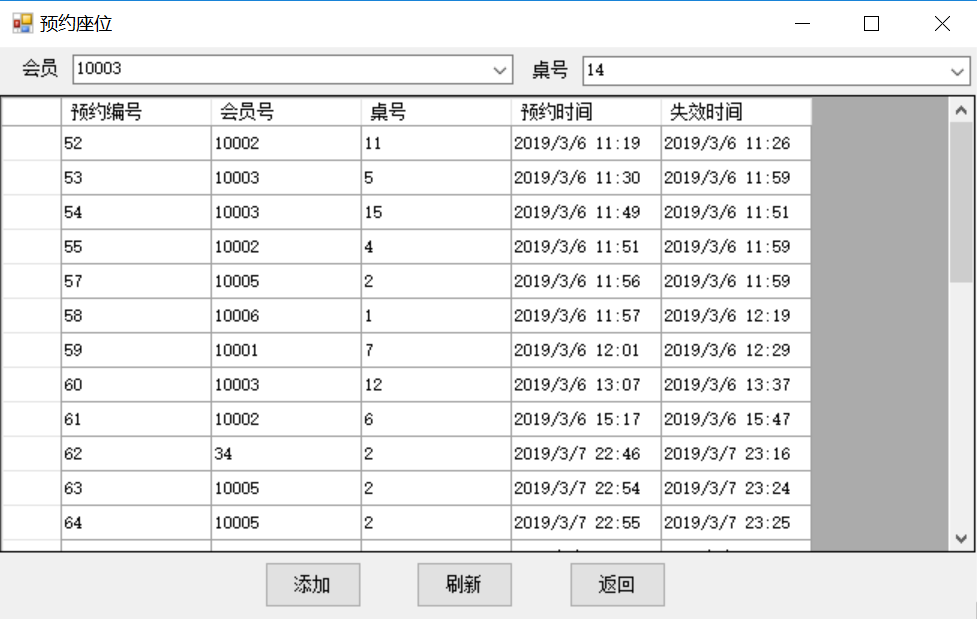 预约座位
会员 10003 桌号 14
预约编号 会员号 桌号 预约时间 失效时间
52 10002 11 2019/3/6 11:19 2019/3/6 11:26
53 10003 5 2019/3/6 11:30 2019/3/6 11:59
54 10003 15 2019/3/6 11:49 2019/3/6 11:51
55 10002 4 2019/3/6 11:51 2019/3/6 11:59
57 10005 2 2019/3/6 11:56 2019/3/6 11:59
58 10006 1 2019/3/6 11:57 2019/3/6 12:19
59 10001 7 2019/3/6 12:01 2019/3/6 12:29
60 10003 12 2019/3/6 13:07 2019/3/6 13:37
61 10002 6 2019/3/6 15:17 2019/3/6 15:47
62 34 2 2019/3/7 22:46 2019/3/7 23:16
63 10005 2 2019/3/7 22:54 2019/3/7 23:24
64 10005 2 2019/3/7 22:55 2019/3/7 23:25
添加 刷新 返回